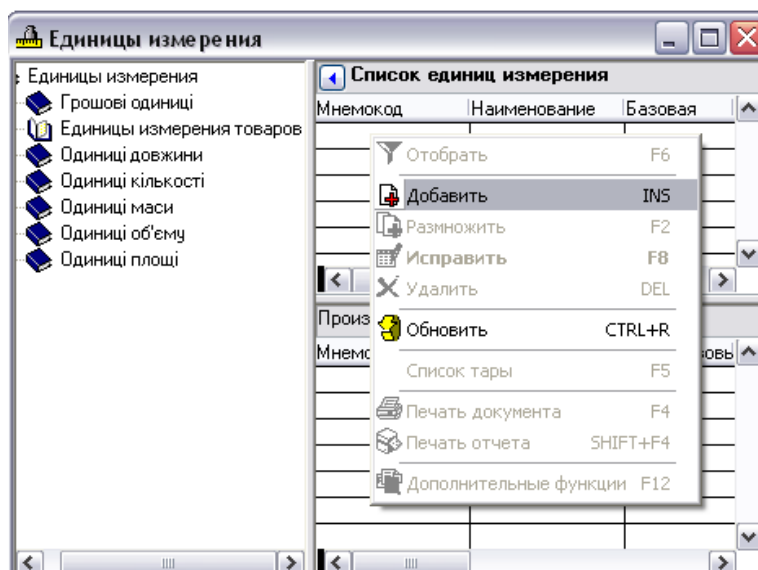 Единицы измерения
Единицы измерения
Грошові одиниці
Единицы измерения товаров
Одиниці довжини
Одиниці кількості
Одиниці маси
Одиниці об'єму
Одиниці площі
Список единиц измерения
Мнемокод Наименование Базовая
Отобрать F6
Добавить INS
Размножить F2
Исправить F8
Удалить DEL
Произ
Обновить CTRL+R
Мнемо
Список тары F5
Печать документа F4
Печать отчета SHIFT+F4
Дополнительные функции F12